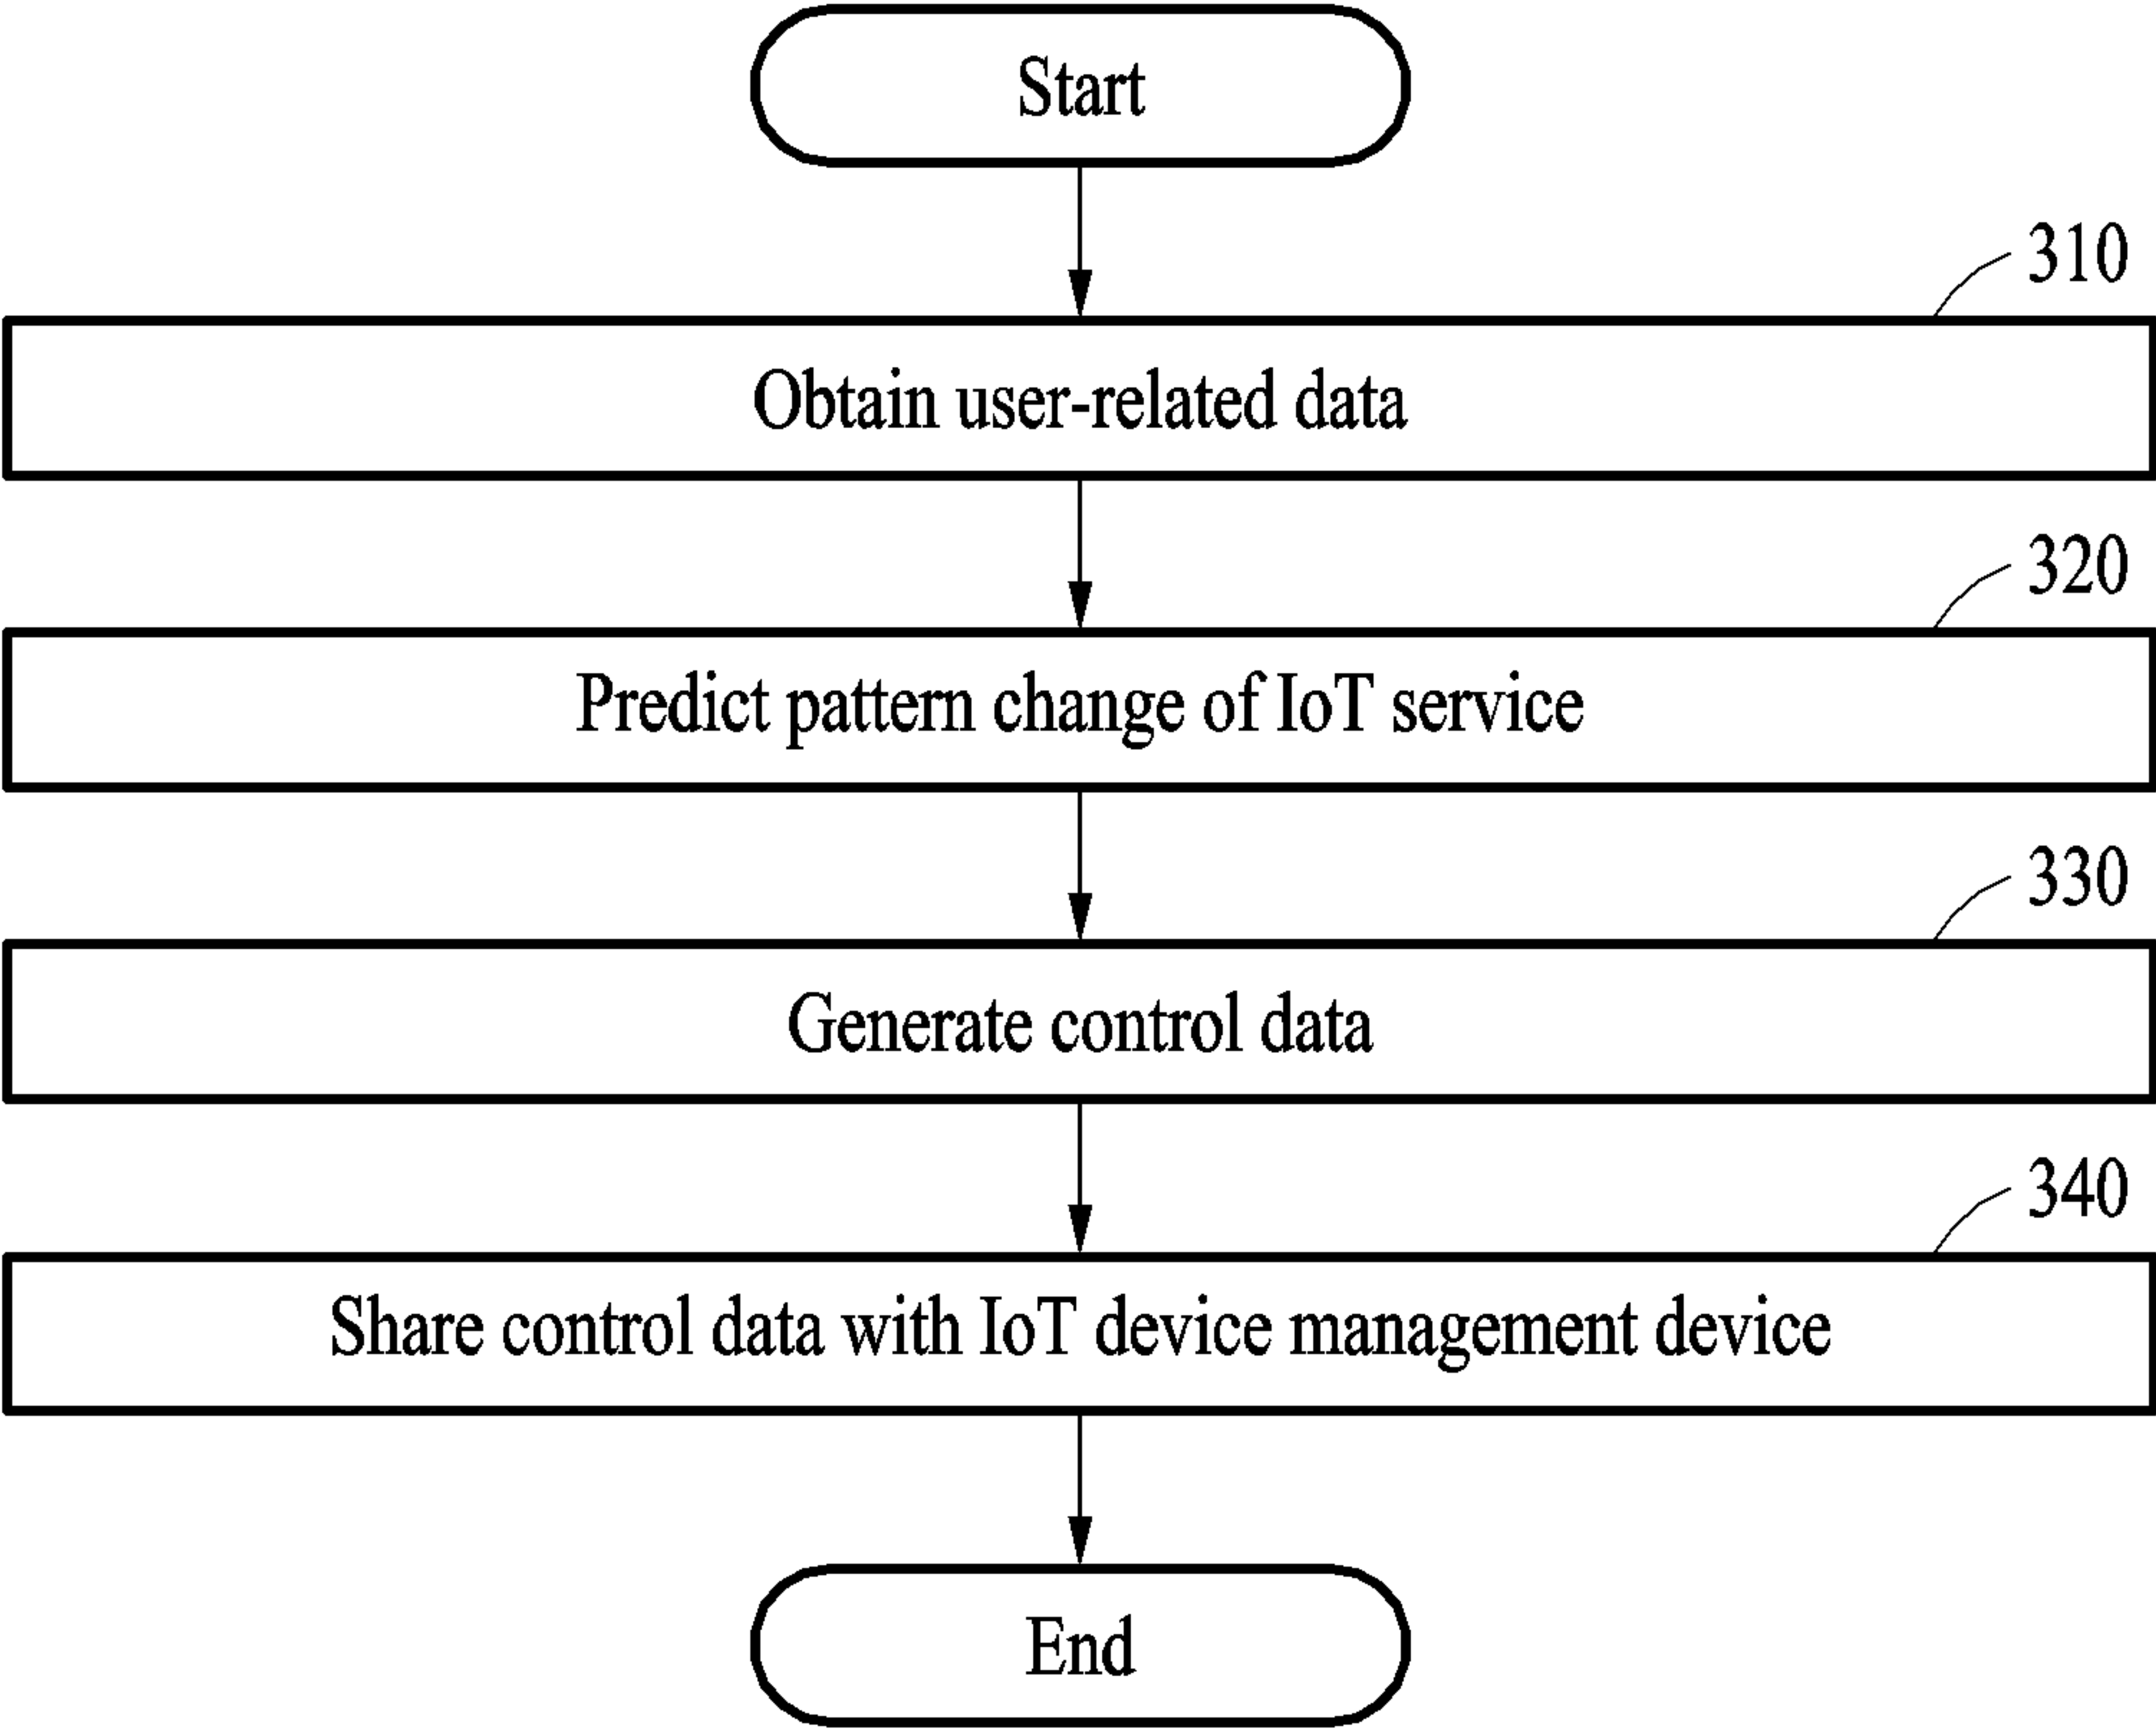 Start
310
Obtain user-related data
320
Predict pattern change of IoT service
330
Generate control data
340
Share control data with IoT device management device
End